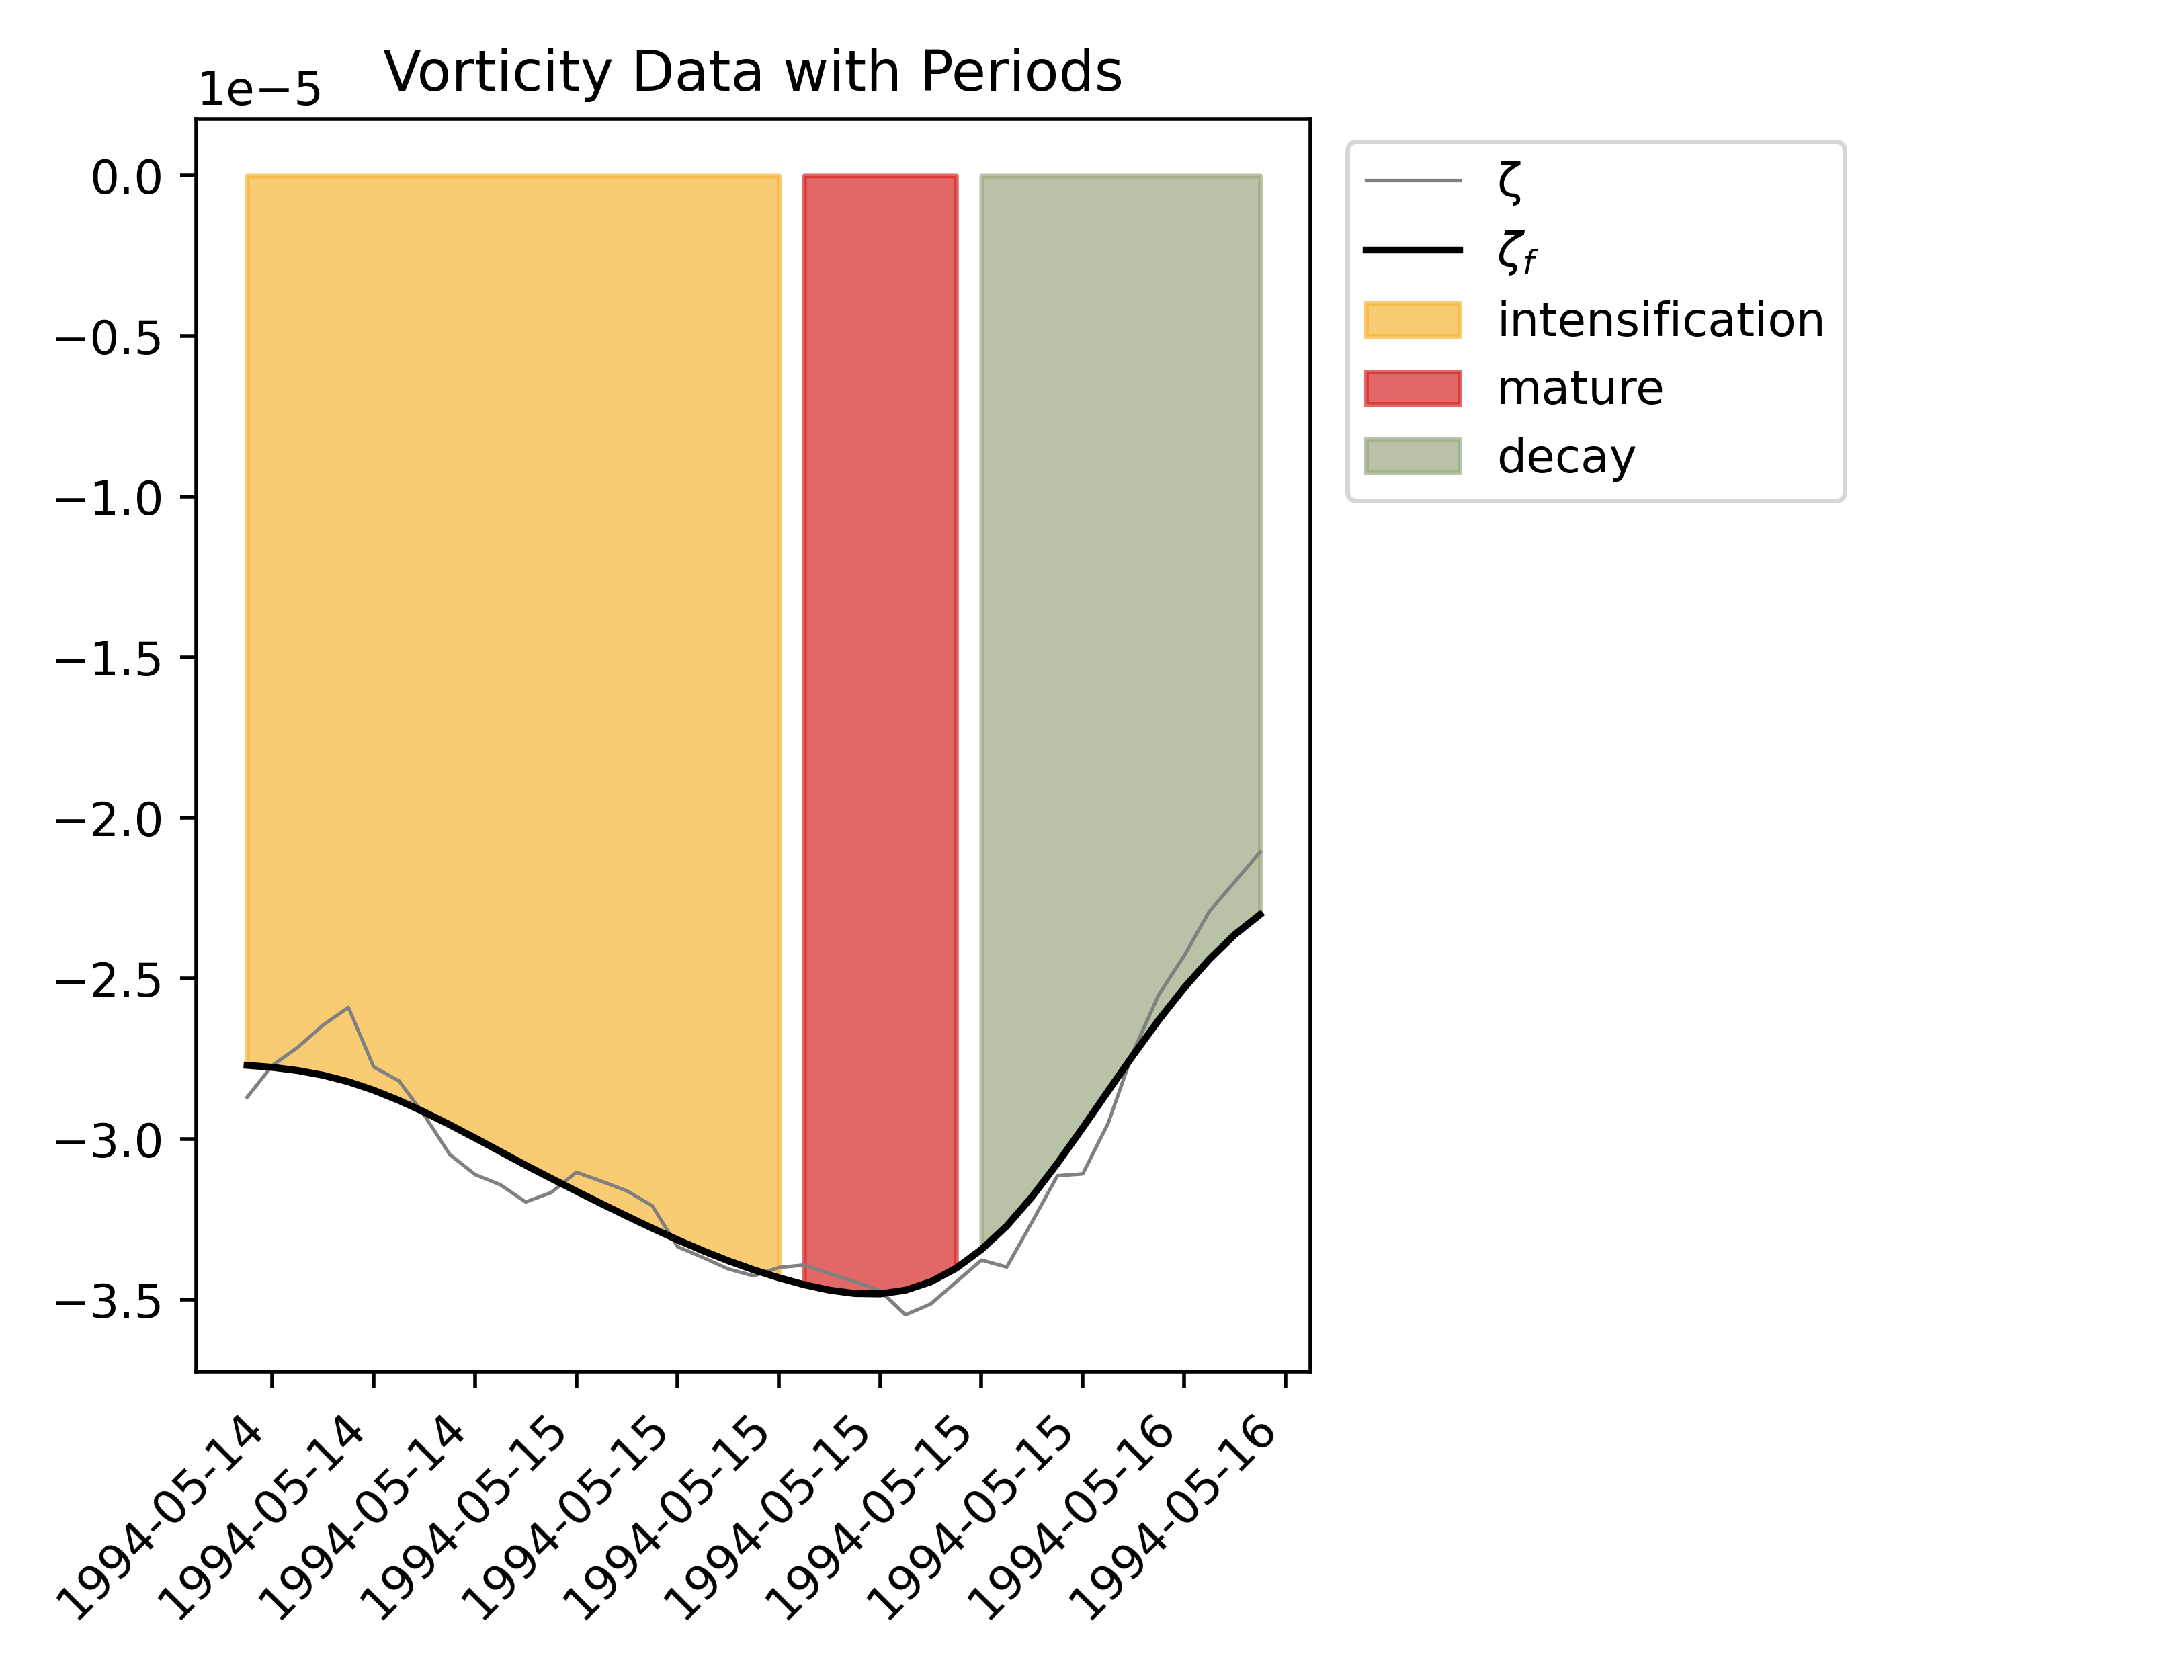 Vorticity Data with Periods
1e−5
0.0
−0.5
−1.0
−1.5
−2.0
−2.5
−3.0
−3.5
1994-05-14
1994-05-14
1994-05-14
1994-05-15
1994-05-15
1994-05-15
1994-05-15
1994-05-15
1994-05-15
1994-05-16
1994-05-16
ζ
ζf
intensification
mature
decay